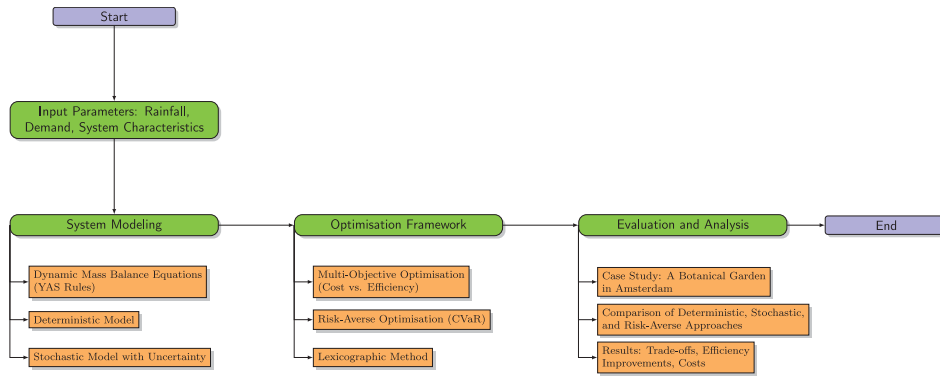 Start
Input Parameters: Rainfall,
Demand, System Characteristics
System Modeling
Dynamic Mass Balance Equations
(YAS Rules)
Deterministic Model
Stochastic Model with Uncertainty
Optimisation Framework
Multi-Objective Optimisation
(Cost vs. Efficiency)
Risk-Averse Optimisation (CVaR)
Lexicographic Method
Evaluation and Analysis
Case Study: A Botanical Garden
in Amsterdam
Comparison of Deterministic, Stochastic,
and Risk-Averse Approaches
Results: Trade-offs, Efficiency
Improvements, Costs
End